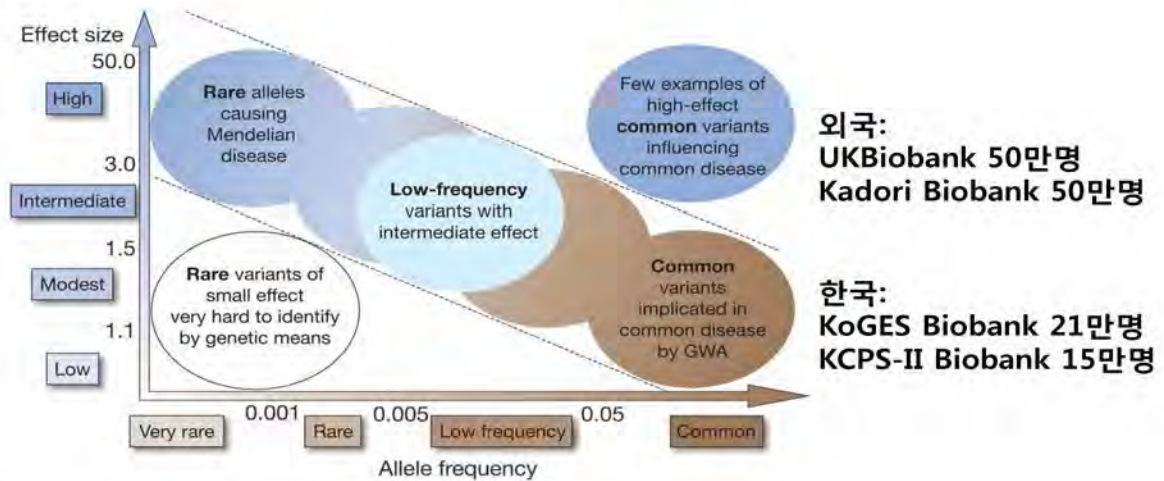 Effect size
50.0
High
3.0
Intermediate
1.5
Modest
1.1
Low
Rare alleles
causing
Mendelian
disease
Low-frequency
variants with
intermediate effect
Few examples of
high-effect
common variants
influencing
common disease
Rare variants of
small effect
very hard to identify
by genetic means
Common
variants
implicated in
common disease
by GWA
0.001
0.005
0.05
Very rare
Rare
Low frequency
Common
Allele frequency
외국:
UKBiobank 50만명
Kadori Biobank 50만명
한국:
KoGES Biobank 21만명
KCPS-II Biobank 15만명